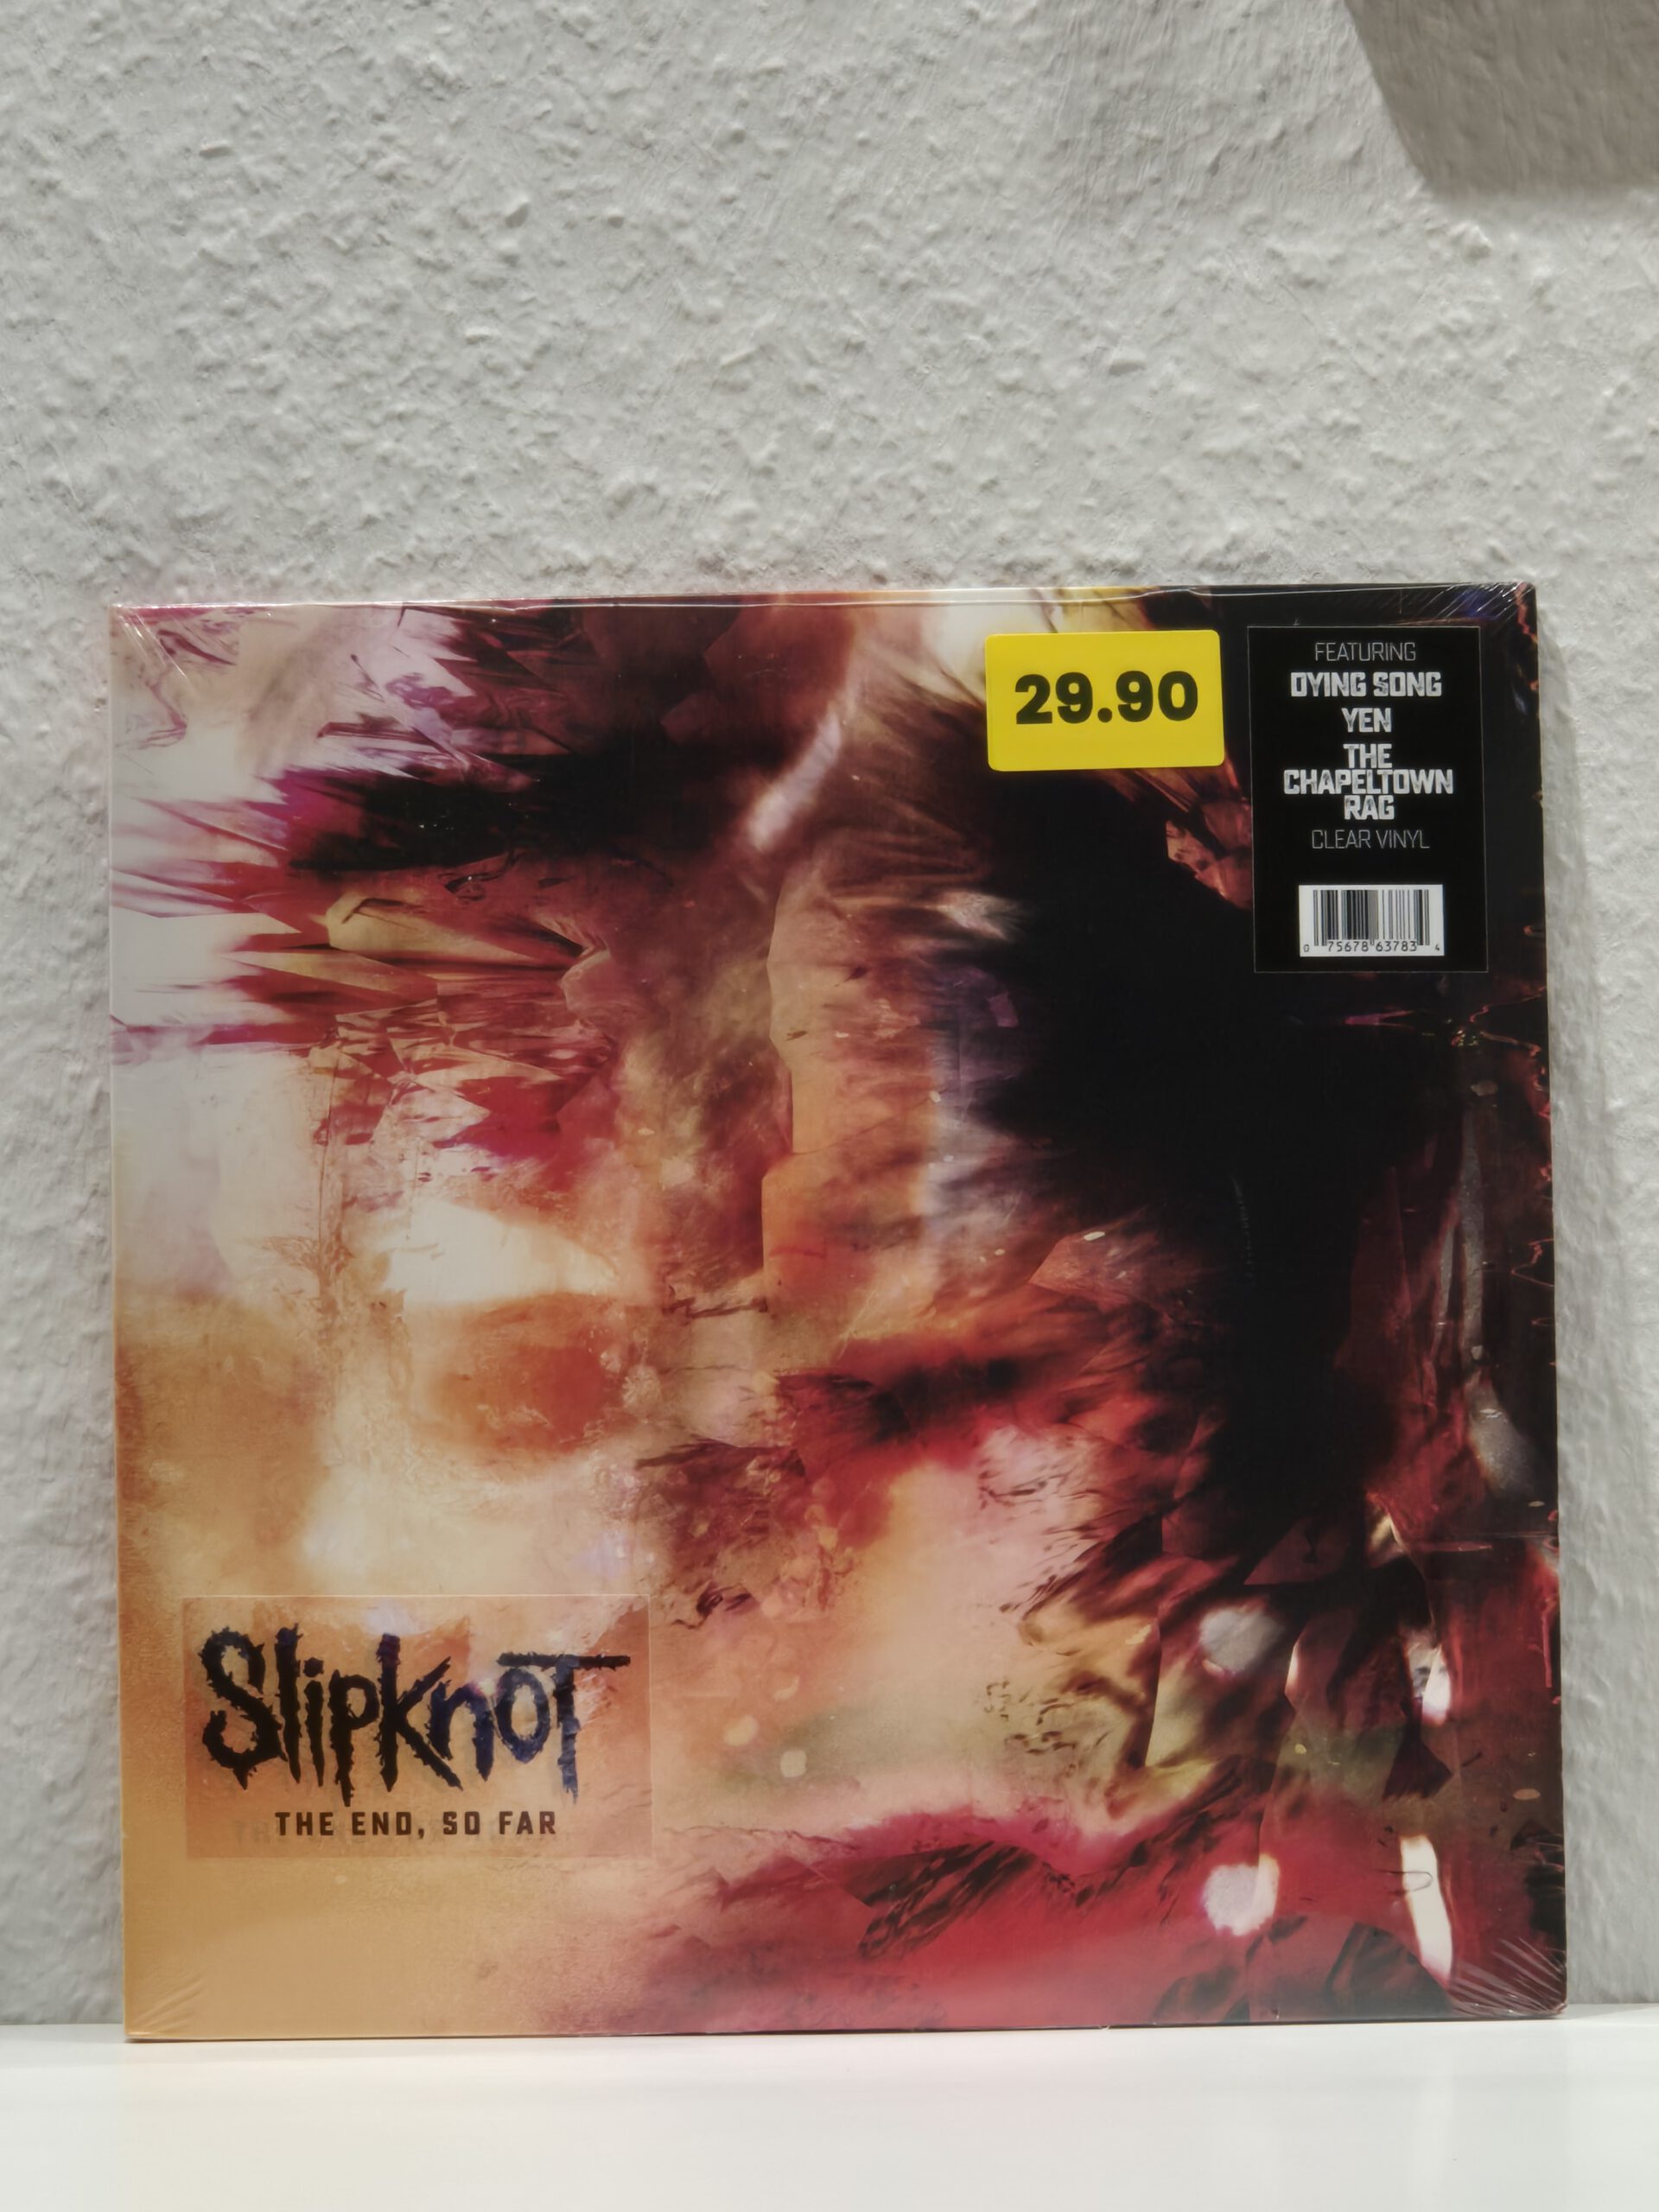 29.90
FEATURING
DYING SONG
YEN
THE
CHAPELTOWN
RAG
CLEAR VINYL
0 75678 63783 4
SlipknoT
THE END, SO FAR